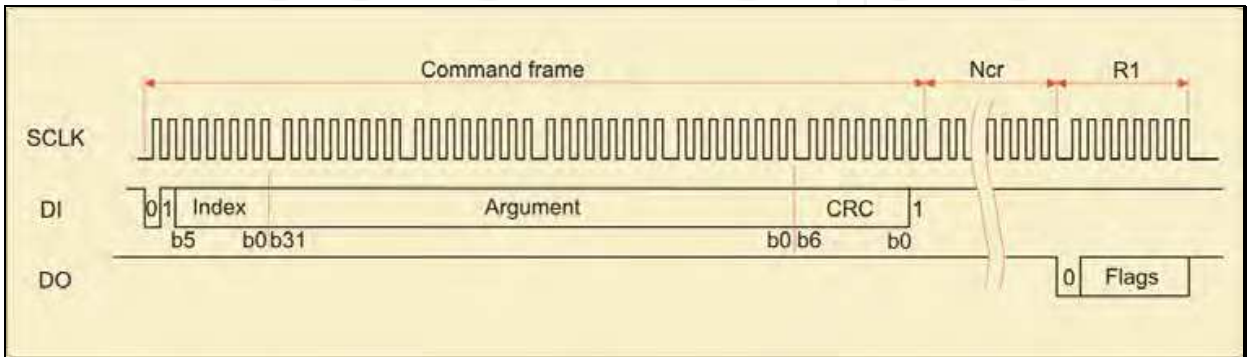 Command frame Ncr R1
SCLK
DI 0 1 Index Argument CRC 1
b5 b0 b31 b0 b6 b0
DO 0 Flags